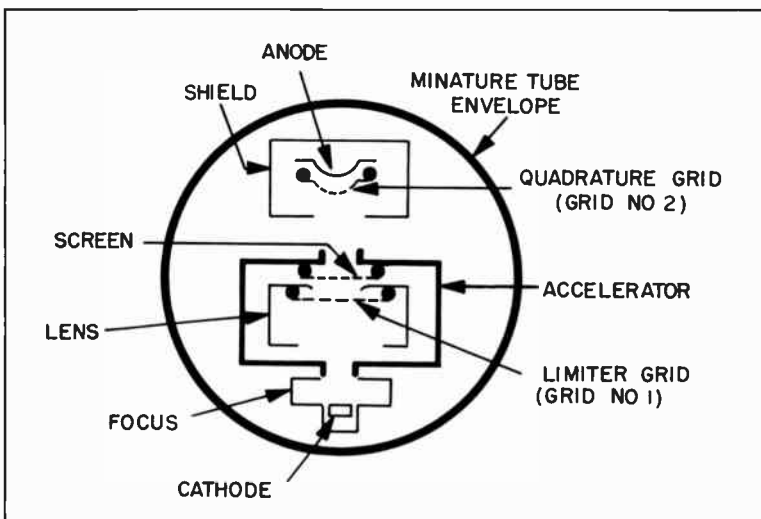 ANODE
SHIELD
MINATURE TUBE
ENVELOPE
QUADRATURE GRID
(GRID NO 2)
SCREEN
ACCELERATOR
LENS
LIMITER GRID
(GRID NO 1)
FOCUS
CATHODE